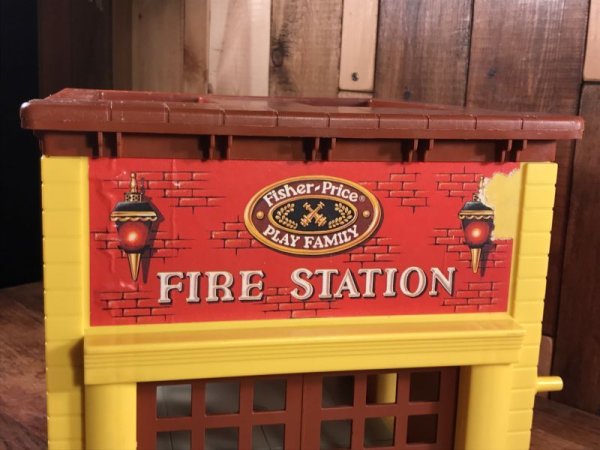 Fisher-Price®
PLAY FAMILY
FIRE STATION